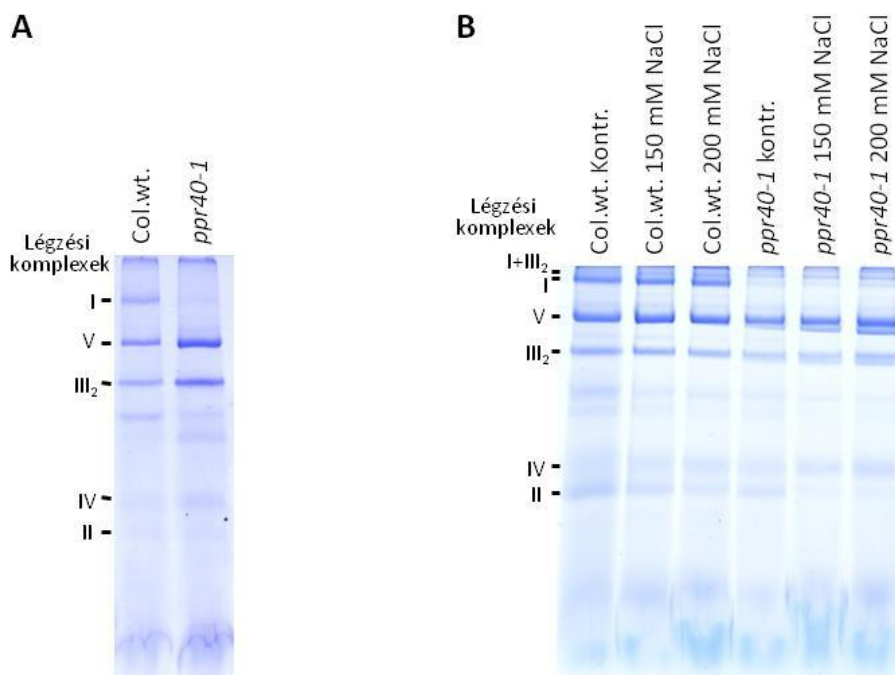 A
Col.wt.
ppr40-1
Légzési
komplexek
I
V
III₂
IV
II
B
Col.wt. Kontr.
Col.wt. 150 mM NaCl
Col.wt. 200 mM NaCl
ppr40-1 kontr.
ppr40-1 150 mM NaCl
ppr40-1 200 mM NaCl
Légzési
komplexek
I+III₂
I
V
III₂
IV
II